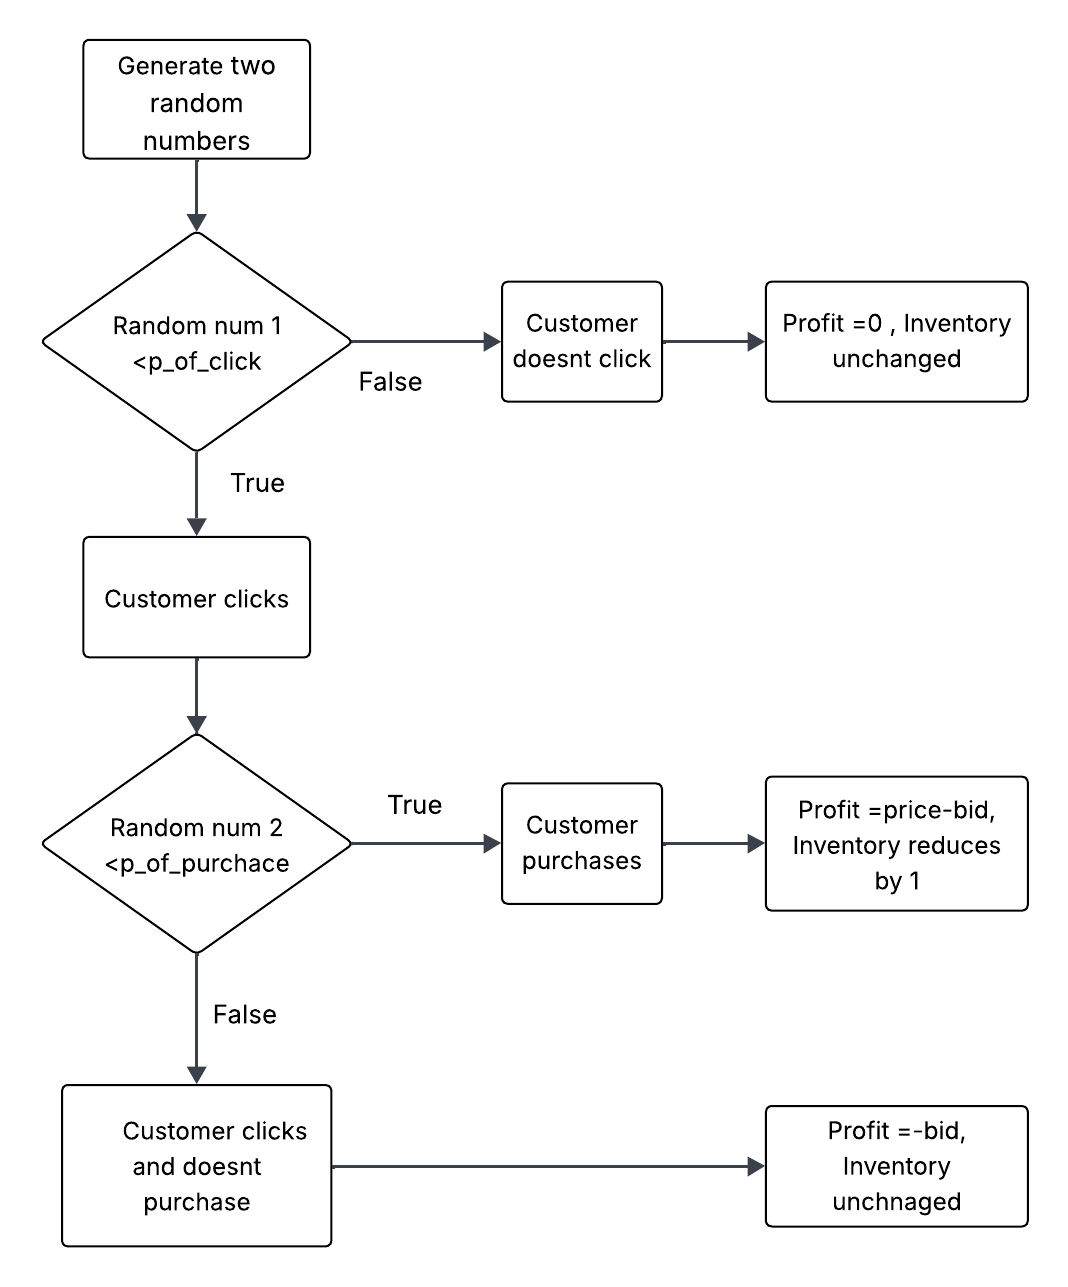 Generate two
random
numbers
Random num 1
<p_of_click
False
Customer
doesnt click
Profit =0 , Inventory
unchanged
True
Customer clicks
Random num 2
<p_of_purchace
True
Customer
purchases
Profit =price-bid,
Inventory reduces
by 1
False
Customer clicks
and doesnt
purchase
Profit =-bid,
Inventory
unchnaged